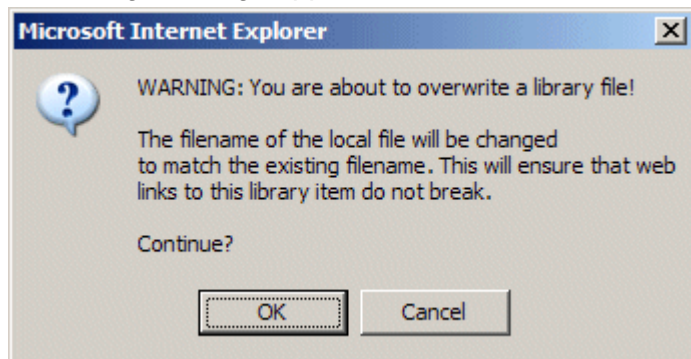 Microsoft Internet Explorer
WARNING: You are about to overwrite a library file!
The filename of the local file will be changed
to match the existing filename. This will ensure that web
links to this library item do not break.
Continue?
OK
Cancel